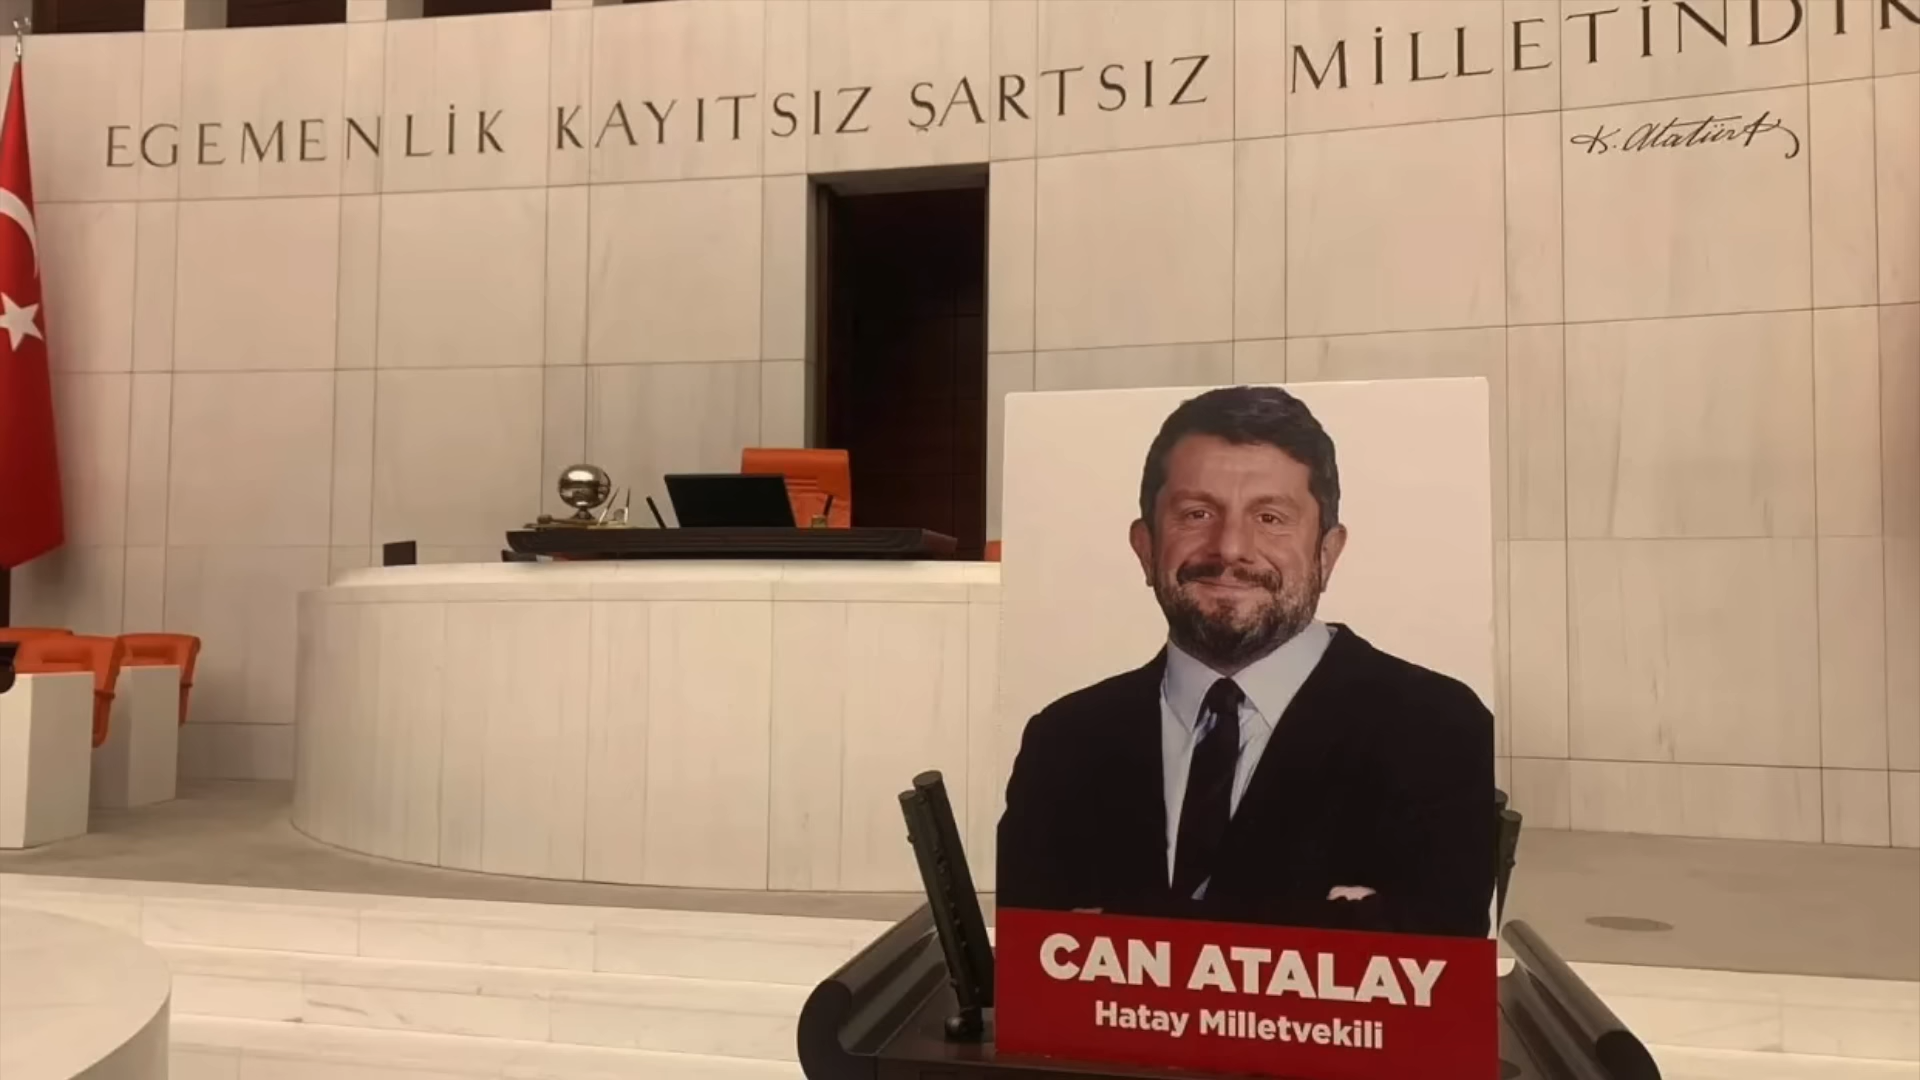 EGEMENLİK KAYITSIZ ŞARTSIZ MİLLETİNDİR
K. Atatürk
CAN ATALAY
Hatay Milletvekili